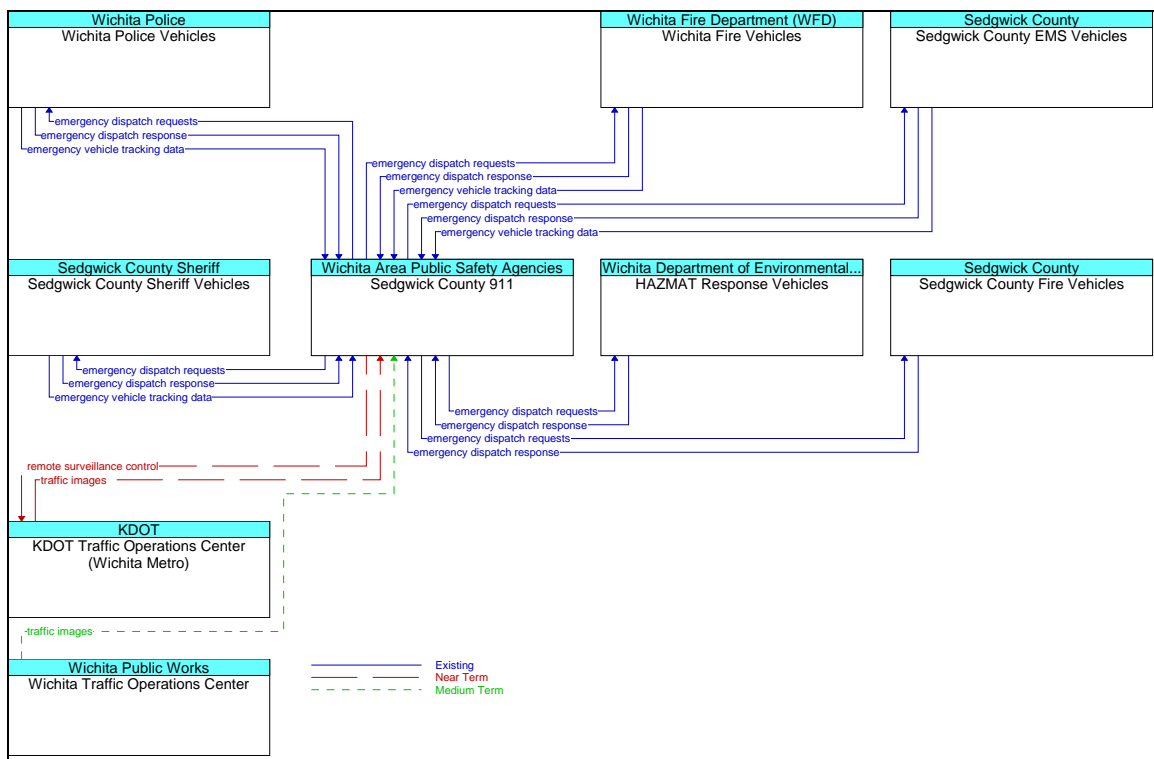 Wichita Police
Wichita Police Vehicles
Wichita Fire Department (WFD)
Wichita Fire Vehicles
Sedgwick County
Sedgwick County EMS Vehicles
emergency dispatch requests
emergency dispatch response
emergency vehicle tracking data
emergency dispatch requests
emergency dispatch response
emergency vehicle tracking data
emergency dispatch requests
emergency dispatch response
emergency vehicle tracking data
Sedgwick County Sheriff
Sedgwick County Sheriff Vehicles
Wichita Area Public Safety Agencies
Sedgwick County 911
Wichita Department of Environmental...
HAZMAT Response Vehicles
Sedgwick County
Sedgwick County Fire Vehicles
emergency dispatch requests
emergency dispatch response
emergency vehicle tracking data
emergency dispatch requests
emergency dispatch response
emergency dispatch requests
emergency dispatch response
remote surveillance control
traffic images
KDOT
KDOT Traffic Operations Center
(Wichita Metro)
traffic images
Wichita Public Works
Wichita Traffic Operations Center
Existing
Near Term
Medium Term